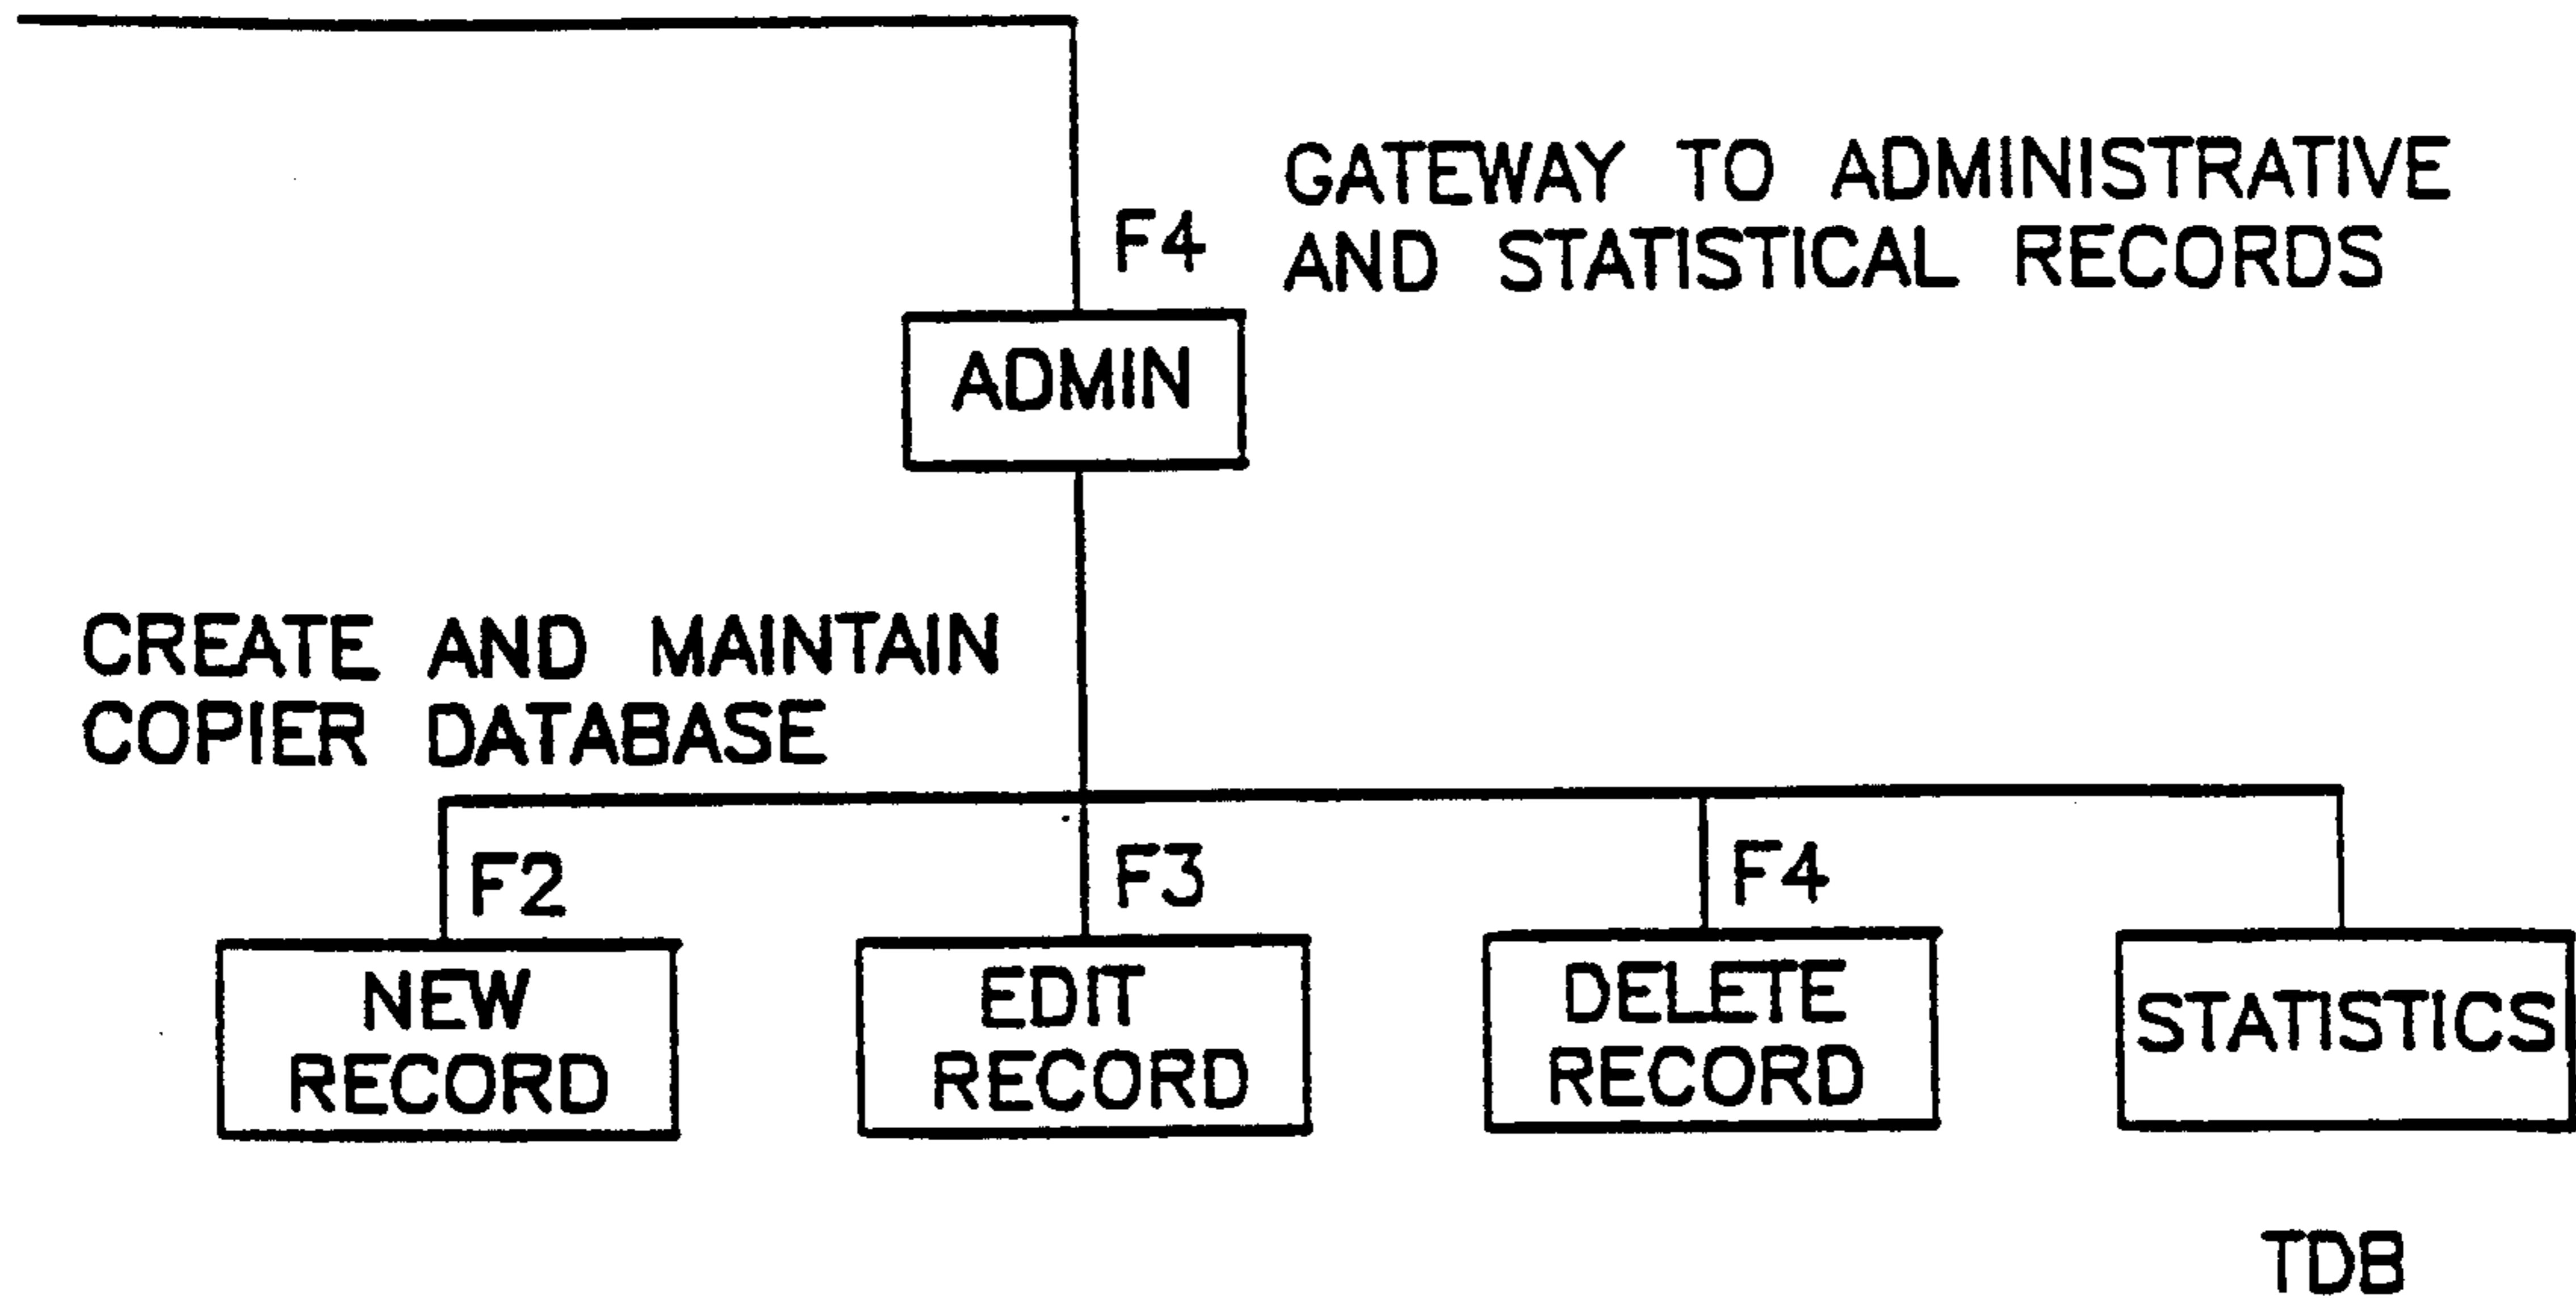 GATEWAY TO ADMINISTRATIVE
AND STATISTICAL RECORDS
F4
ADMIN
CREATE AND MAINTAIN
COPIER DATABASE
F2
F3
F4
NEW
RECORD
EDIT
RECORD
DELETE
RECORD
STATISTICS
TDB